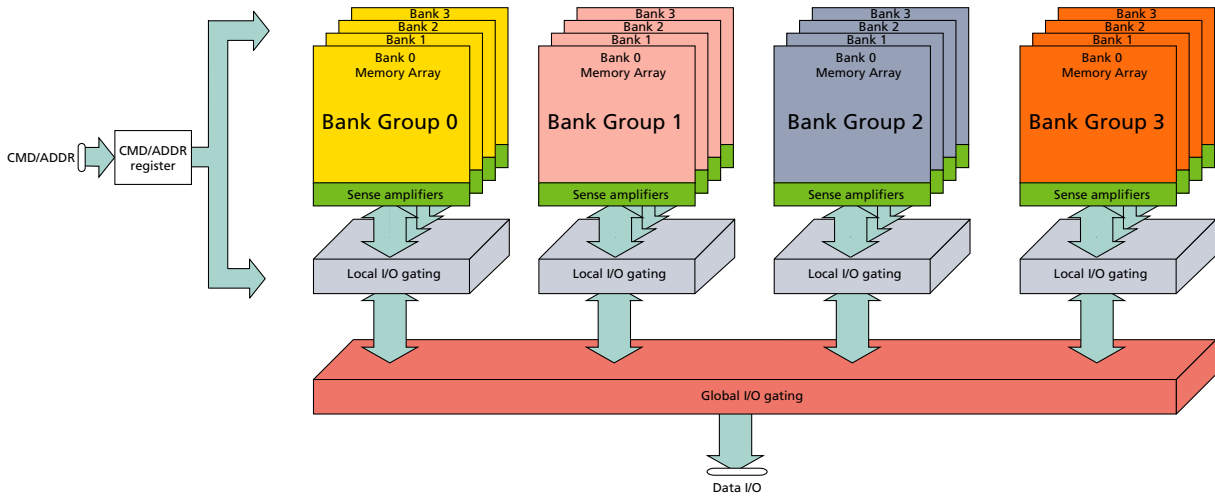 Bank 3
Bank 2
Bank 1
Bank 0
Memory Array
Bank Group 0
Sense amplifiers
Bank 3
Bank 2
Bank 1
Bank 0
Memory Array
Bank Group 1
Sense amplifiers
Bank 3
Bank 2
Bank 1
Bank 0
Memory Array
Bank Group 2
Sense amplifiers
Bank 3
Bank 2
Bank 1
Bank 0
Memory Array
Bank Group 3
Sense amplifiers
CMD/ADDR
CMD/ADDR
register
Local I/O gating
Local I/O gating
Local I/O gating
Local I/O gating
Global I/O gating
Data I/O